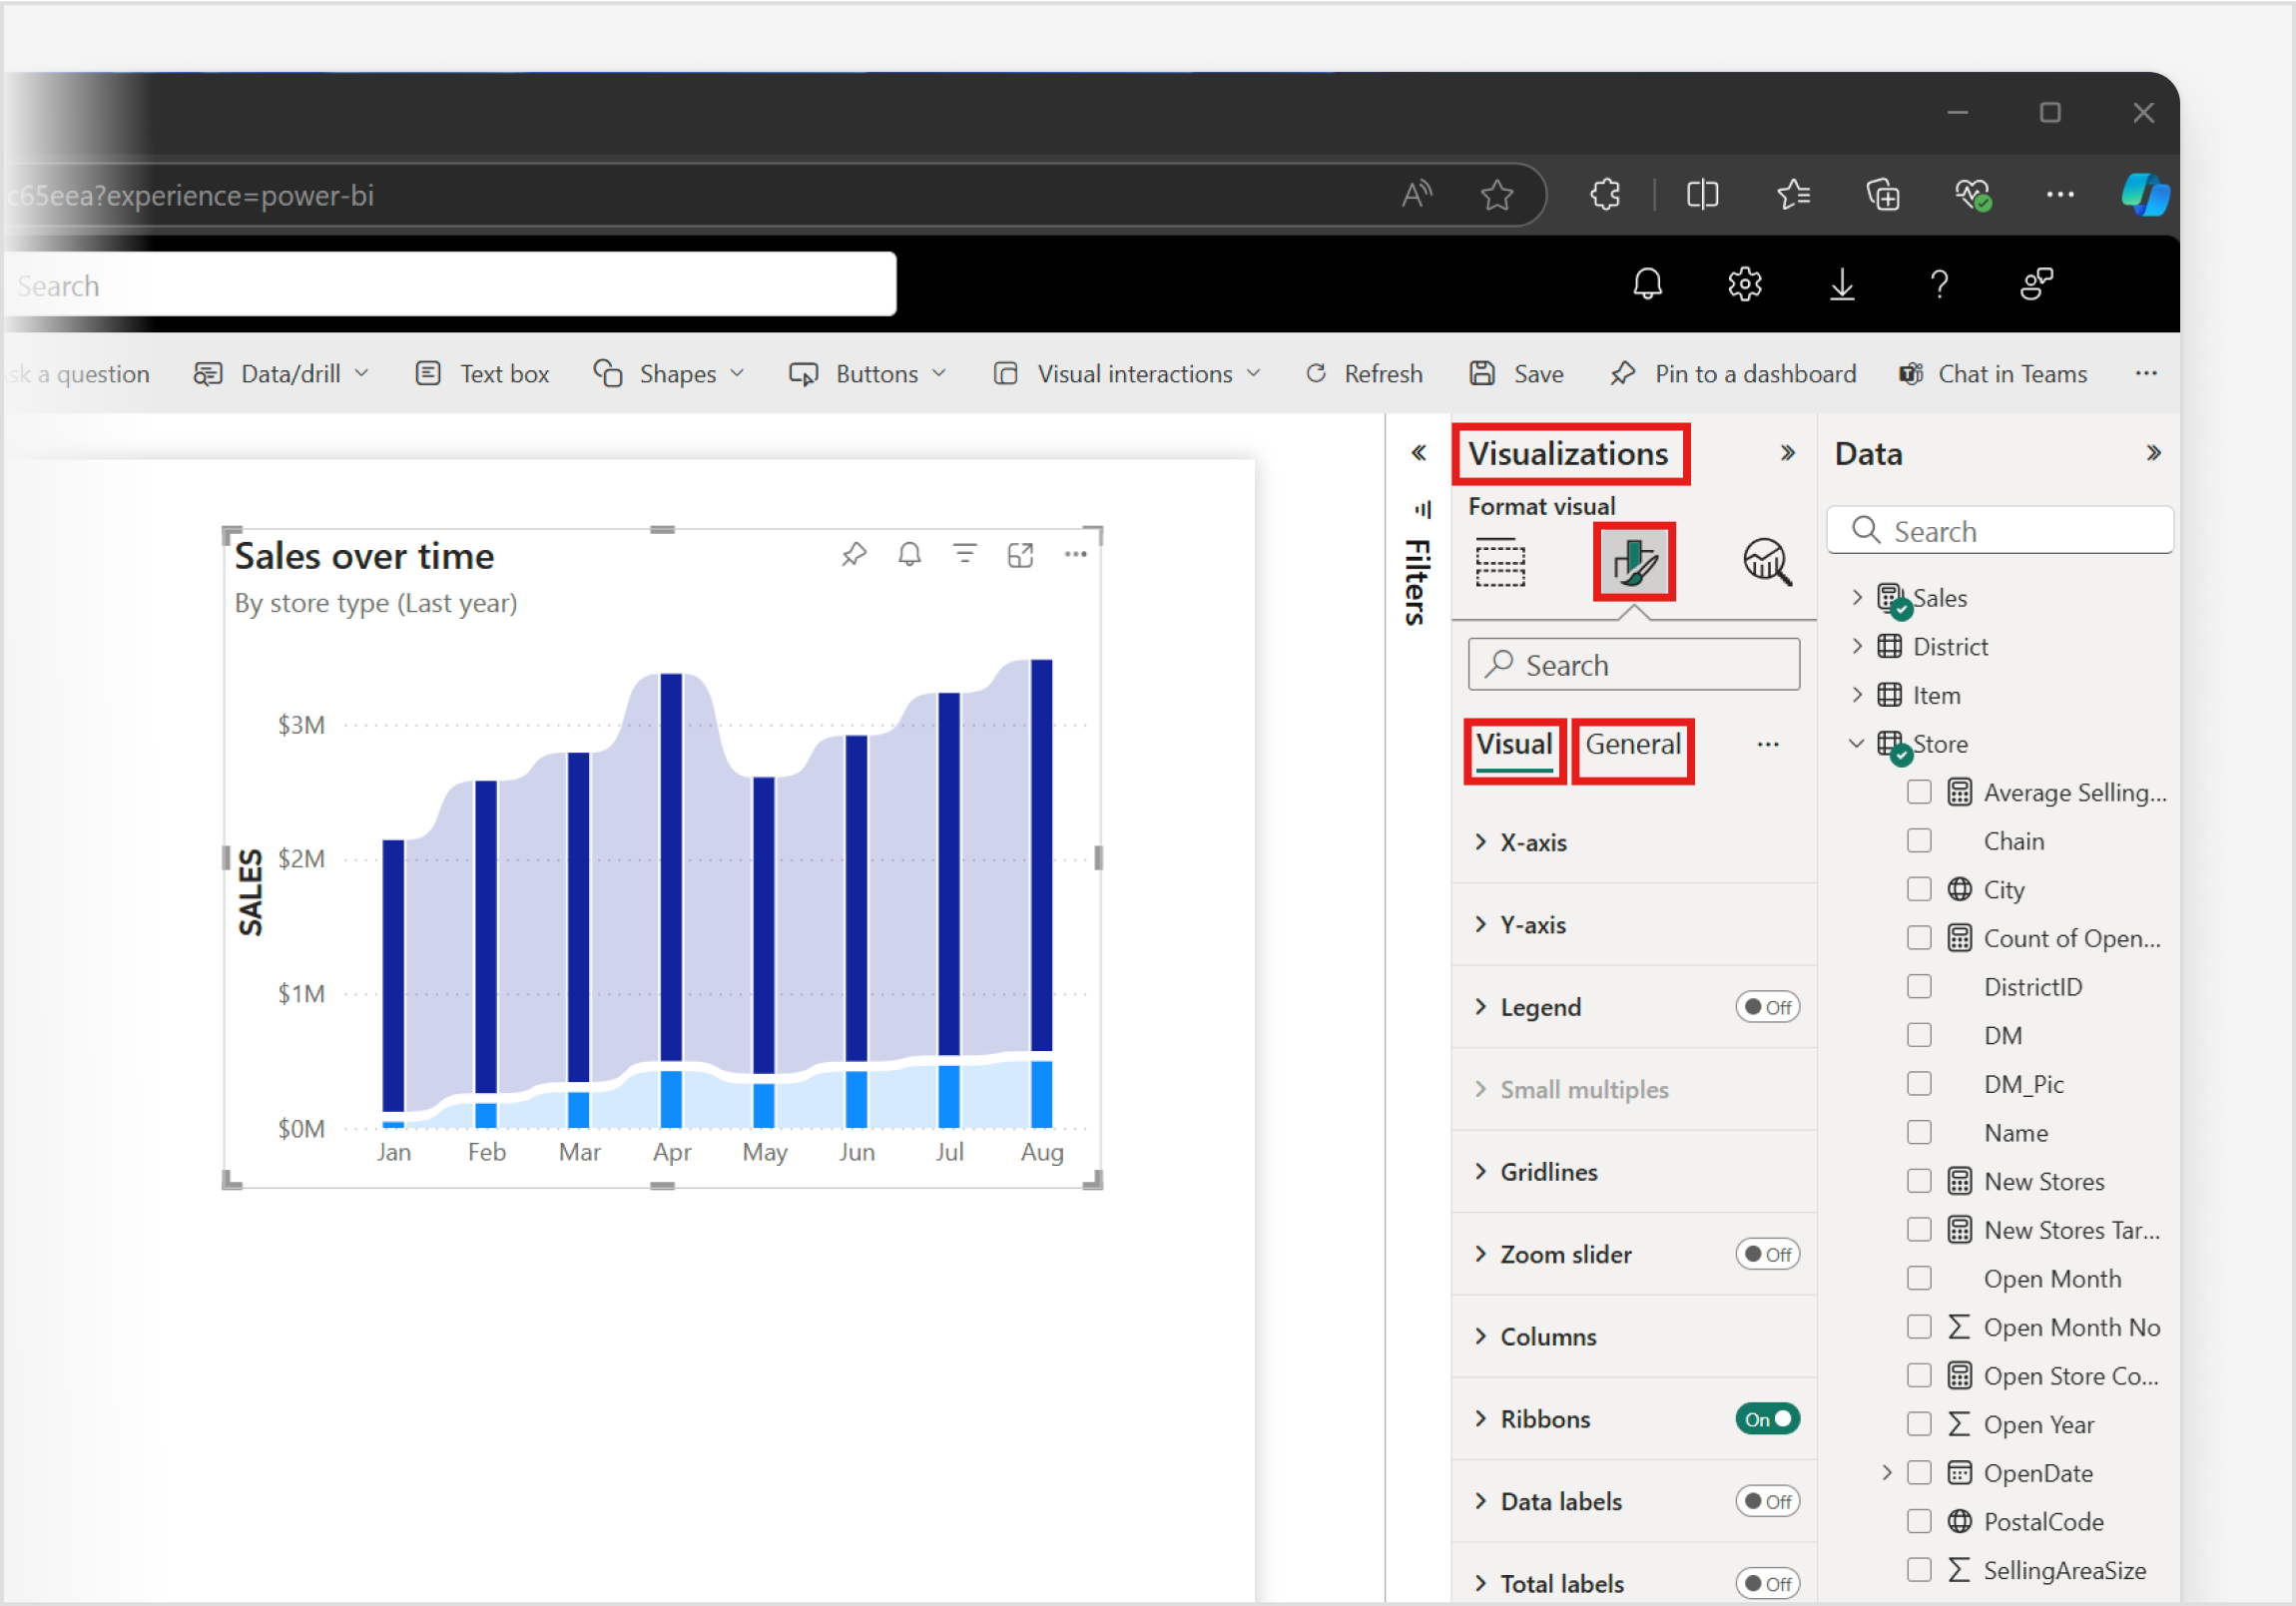 c65eea?experience=power-bi
Search
Ask a question
Data/drill
Text box
Shapes
Buttons
Visual interactions
Refresh
Save
Pin to a dashboard
Chat in Teams
Sales over time
By store type (Last year)
SALES
$3M
$2M
$1M
$0M
Jan Feb Mar Apr May Jun Jul Aug
Filters
Visualizations
Format visual
Search
Visual General
X-axis
Y-axis
Legend Off
Small multiples
Gridlines
Zoom slider Off
Columns
Ribbons On
Data labels Off
Total labels Off
Data
Search
Sales
District
Item
Store
Average Selling...
Chain
City
Count of Open...
DistrictID
DM
DM_Pic
Name
New Stores
New Stores Tar...
Open Month
Open Month No
Open Store Co...
Open Year
OpenDate
PostalCode
SellingAreaSize